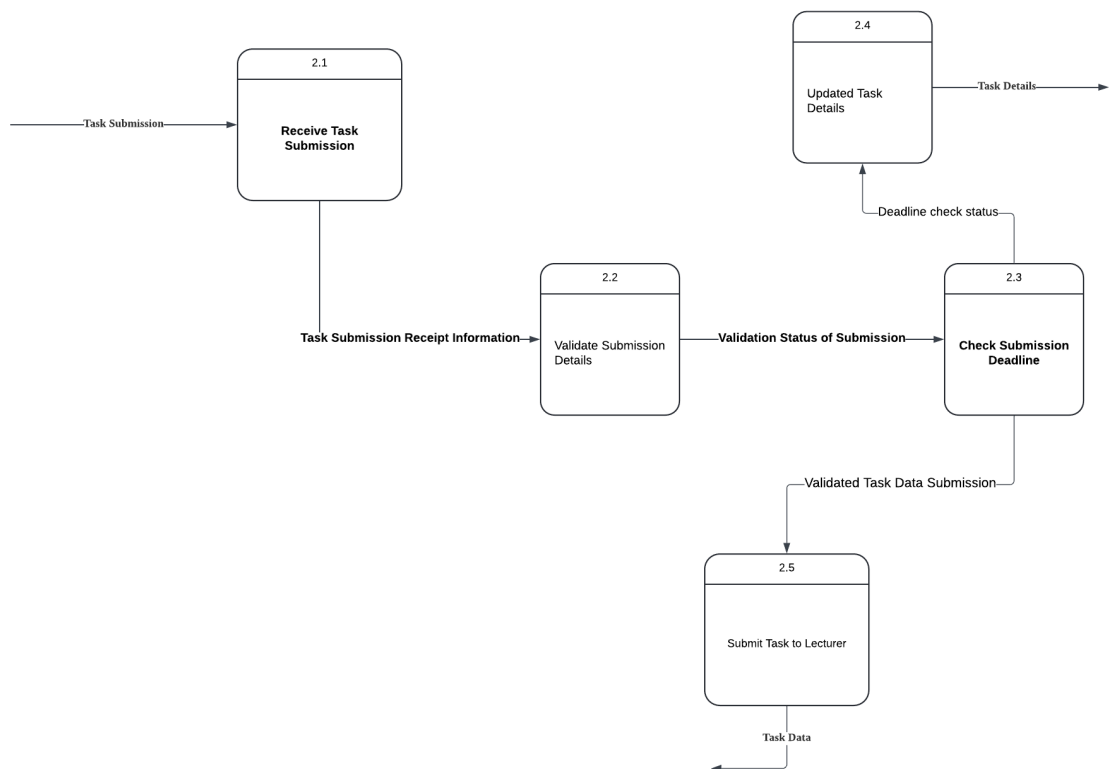 2.4
Updated Task
Details
Task Details
2.1
Receive Task
Submission
Task Submission
Deadline check status
2.2
Validate Submission
Details
Task Submission Receipt Information
Validation Status of Submission
2.3
Check Submission
Deadline
Validated Task Data Submission
2.5
Submit Task to Lecturer
Task Data